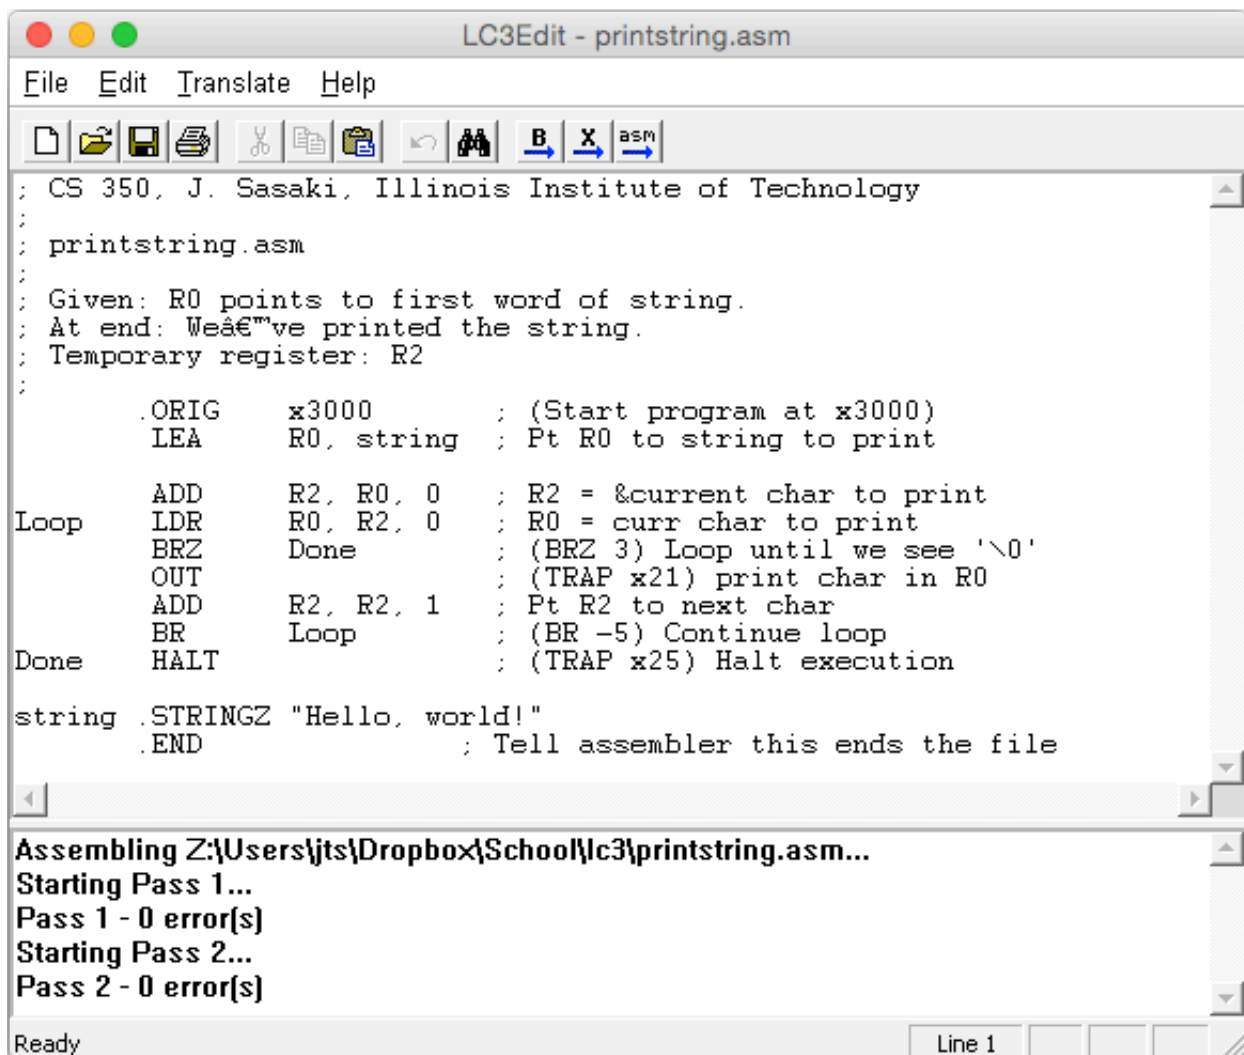 LC3Edit - printstring.asm
File Edit Translate Help
B X asm
; CS 350, J. Sasaki, Illinois Institute of Technology
;
; printstring.asm
;
; Given: R0 points to first word of string.
; At end: Weâ€™ve printed the string.
; Temporary register: R2
;
.ORIG x3000 ; (Start program at x3000)
LEA R0, string ; Pt R0 to string to print
ADD R2, R0, 0 ; R2 = &current char to print
Loop LDR R0, R2, 0 ; R0 = curr char to print
BRZ Done ; (BRZ 3) Loop until we see '\0'
OUT ; (TRAP x21) print char in R0
ADD R2, R2, 1 ; Pt R2 to next char
BR Loop ; (BR –5) Continue loop
Done HALT ; (TRAP x25) Halt execution
string .STRINGZ "Hello, world!"
.END ; Tell assembler this ends the file
Assembling Z:\Users\jts\Dropbox\School\lc3\printstring.asm...
Starting Pass 1...
Pass 1 - 0 error(s)
Starting Pass 2...
Pass 2 - 0 error(s)
Ready Line 1